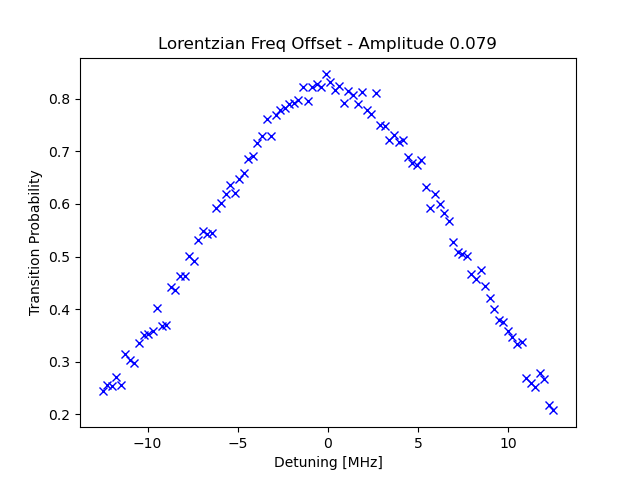 Lorentzian Freq Offset - Amplitude 0.079
Transition Probability
0.8
0.7
0.6
0.5
0.4
0.3
0.2
−10 −5 0 5 10
Detuning [MHz]